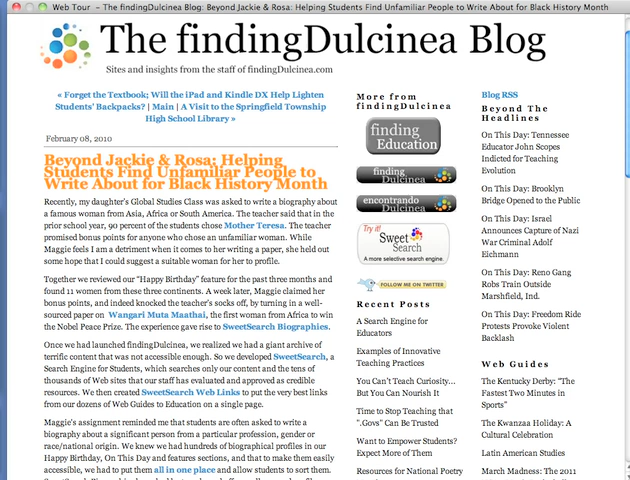 Web Tour – The findingDulcinea Blog: Beyond Jackie & Rosa: Helping Students Find Unfamiliar People to Write About for Black History Month
The findingDulcinea Blog
Sites and insights from the staff of findingDulcinea.com
« Forget the Textbook; Will the iPad and Kindle DX Help Lighten
Students' Backpacks? | Main | A Visit to the Springfield Township
High School Library »
February 08, 2010
Beyond Jackie & Rosa: Helping
Students Find Unfamiliar People to
Write About for Black History Month
Recently, my daughter's Global Studies Class was asked to write a biography about
a famous woman from Asia, Africa or South America. The teacher said that in the
prior school year, 90 percent of the students chose Mother Teresa. The teacher
promised bonus points for anyone who chose an unfamiliar woman. While
Maggie feels I am a detriment when it comes to her writing a paper, she held out
some hope that I could suggest a suitable woman for her to profile.
Together we reviewed our "Happy Birthday" feature for the past three months and
found 11 women from these three continents. A week later, Maggie claimed her
bonus points, and indeed knocked the teacher's socks off, by turning in a well-
sourced paper on Wangari Muta Maathai, the first woman from Africa to win
the Nobel Peace Prize. The experience gave rise to SweetSearch Biographies.
Once we had launched findingDulcinea, we realized we had a giant archive of
terrific content that was not accessible enough. So we developed SweetSearch, a
Search Engine for Students, which searches only our content and the tens of
thousands of Web sites that our staff has evaluated and approved as credible
resources. We then created SweetSearch Web Links to put the very best links
from our dozens of Web Guides to Education on a single page.
Maggie's assignment reminded me that students are often asked to write a
biography about a significant person from a particular profession, gender or
race/national origin. We knew we had hundreds of biographical profiles in our
Happy Birthday, On This Day and features sections, and that to make them easily
accessible, we had to put them all in one place and allow students to sort them.
More from
findingDulcinea
finding
Education
finding
Dulcinea
encontrando
Dulcinea
Try it!
Sweet
Search
A more selective search engine.
FOLLOW ME ON TWITTER
Recent Posts
A Search Engine for
Educators
Examples of Innovative
Teaching Practices
You Can't Teach Curiosity...
But You Can Nourish It
Time to Stop Teaching that
".Govs" Can be Trusted
Want to Empower Students?
Expect More of Them
Resources for National Poetry
Blog RSS
Beyond The
Headlines
On This Day: Tennessee
Educator John Scopes
Indicted for Teaching
Evolution
On This Day: Brooklyn
Bridge Opened to the Public
On This Day: Israel
Announces Capture of Nazi
War Criminal Adolf
Eichmann
On This Day: Reno Gang
Robs Train Outside
Marshfield, Ind.
On This Day: Freedom Ride
Protests Provoke Violent
Backlash
Web Guides
The Kentucky Derby: "The
Fastest Two Minutes in
Sports"
The Kwanzaa Holiday: A
Cultural Celebration
Latin American Studies
March Madness: The 2011